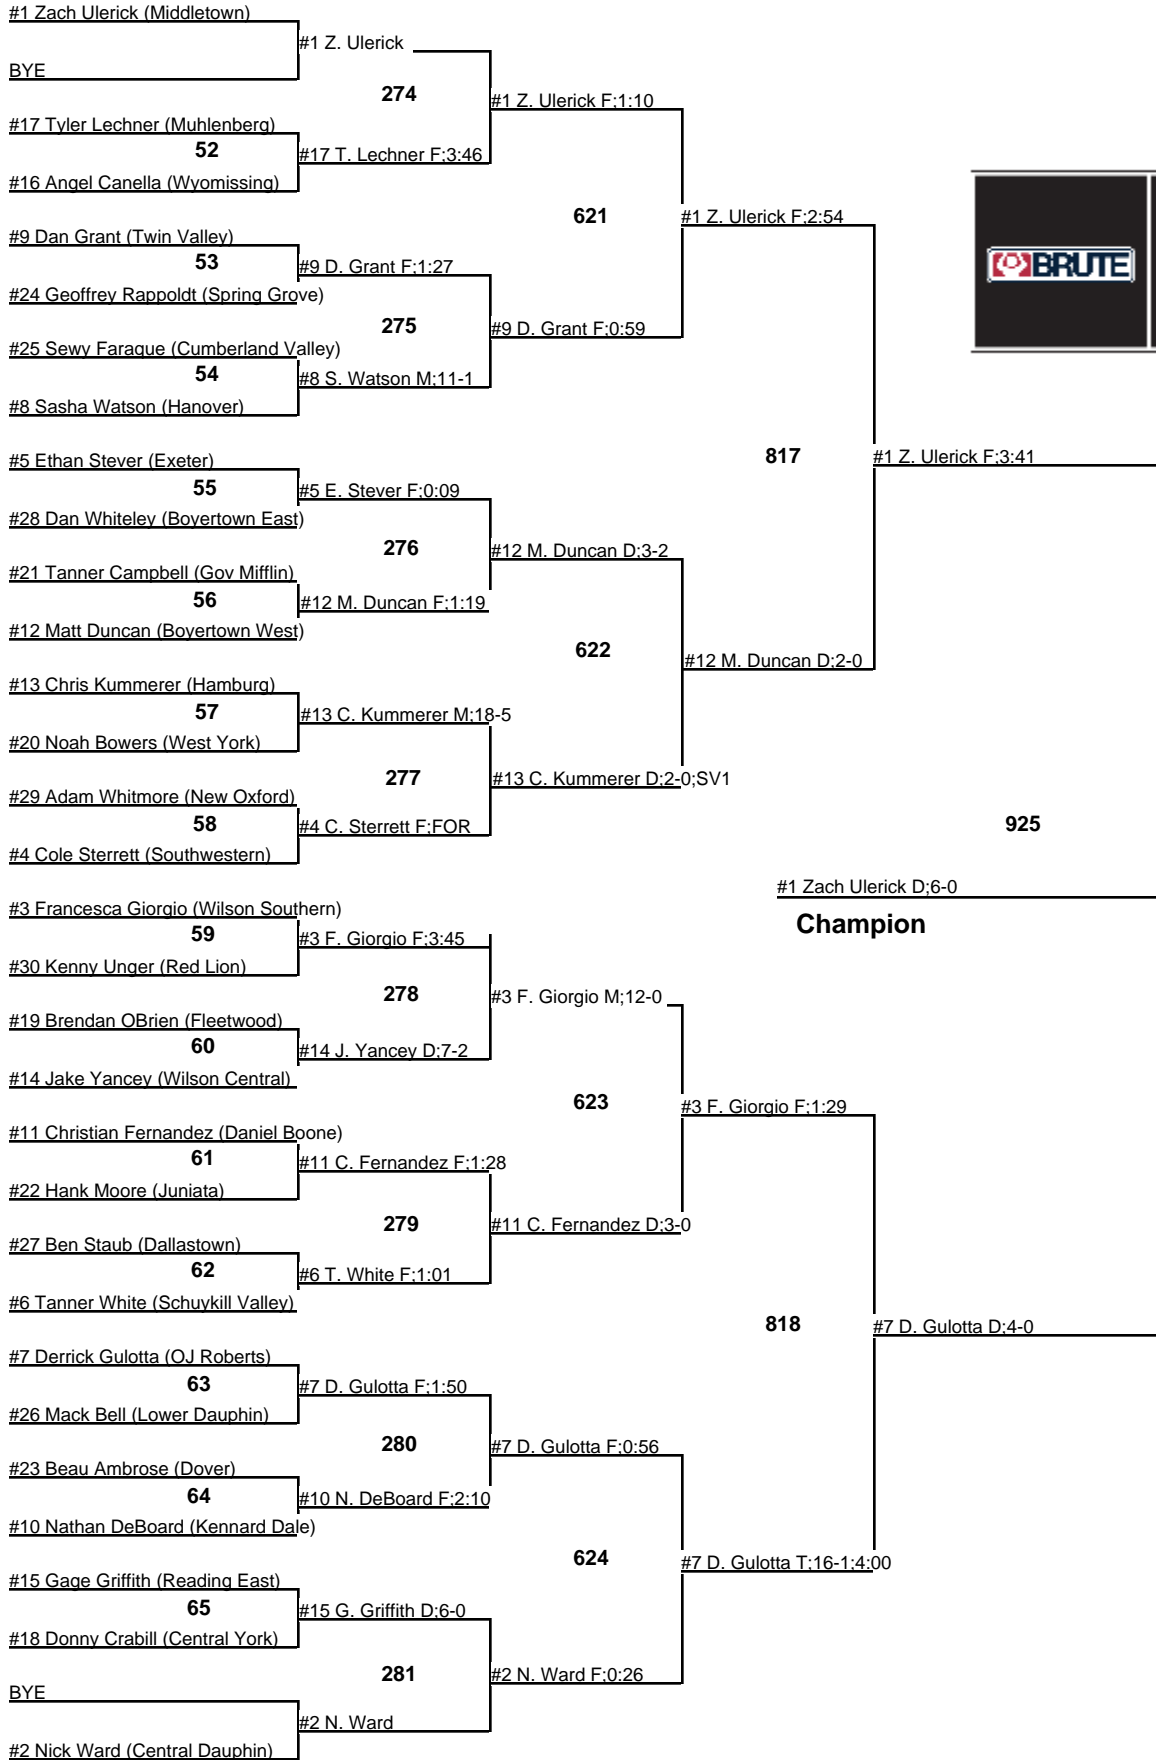 #1 Zach Ulerick (Middletown)
#1 Z. Ulerick
BYE
274
#1 Z. Ulerick F;1:10
#17 Tyler Lechner (Muhlenberg)
52
#17 T. Lechner F;3:46
#16 Angel Canella (Wyomissing)
621
#1 Z. Ulerick F;2:54
#9 Dan Grant (Twin Valley)
53
#9 D. Grant F;1:27
#24 Geoffrey Rappoldt (Spring Grove)
275
#9 D. Grant F;0:59
#25 Sewy Faraque (Cumberland Valley)
54
#8 S. Watson M;11-1
#8 Sasha Watson (Hanover)
BRUTE
817
#1 Z. Ulerick F;3:41
#5 Ethan Stever (Exeter)
55
#5 E. Stever F;0:09
#28 Dan Whiteley (Boyertown East)
276
#12 M. Duncan D;3-2
#21 Tanner Campbell (Gov Mifflin)
56
#12 M. Duncan F;1:19
#12 Matt Duncan (Boyertown West)
622
#12 M. Duncan D;2-0
#13 Chris Kummerer (Hamburg)
57
#13 C. Kummerer M;18-5
#20 Noah Bowers (West York)
277
#13 C. Kummerer D;2-0;SV1
#29 Adam Whitmore (New Oxford)
58
#4 C. Sterrett F;FOR
#4 Cole Sterrett (Southwestern)
925
#1 Zach Ulerick D;6-0
Champion
#3 Francesca Giorgio (Wilson Southern)
59
#3 F. Giorgio F;3:45
#30 Kenny Unger (Red Lion)
278
#3 F. Giorgio M;12-0
#19 Brendan OBrien (Fleetwood)
60
#14 J. Yancey D;7-2
#14 Jake Yancey (Wilson Central)
623
#3 F. Giorgio F;1:29
#11 Christian Fernandez (Daniel Boone)
61
#11 C. Fernandez F;1:28
#22 Hank Moore (Juniata)
279
#11 C. Fernandez D;3-0
#27 Ben Staub (Dallastown)
62
#6 T. White F;1:01
#6 Tanner White (Schuykill Valley)
818
#7 D. Gulotta D;4-0
#7 Derrick Gulotta (OJ Roberts)
63
#7 D. Gulotta F;1:50
#26 Mack Bell (Lower Dauphin)
280
#7 D. Gulotta F;0:56
#23 Beau Ambrose (Dover)
64
#10 N. DeBoard F;2:10
#10 Nathan DeBoard (Kennard Dale)
624
#7 D. Gulotta T;16-1;4:00
#15 Gage Griffith (Reading East)
65
#15 G. Griffith D;6-0
#18 Donny Crabill (Central York)
281
#2 N. Ward F;0:26
BYE
#2 N. Ward
#2 Nick Ward (Central Dauphin)